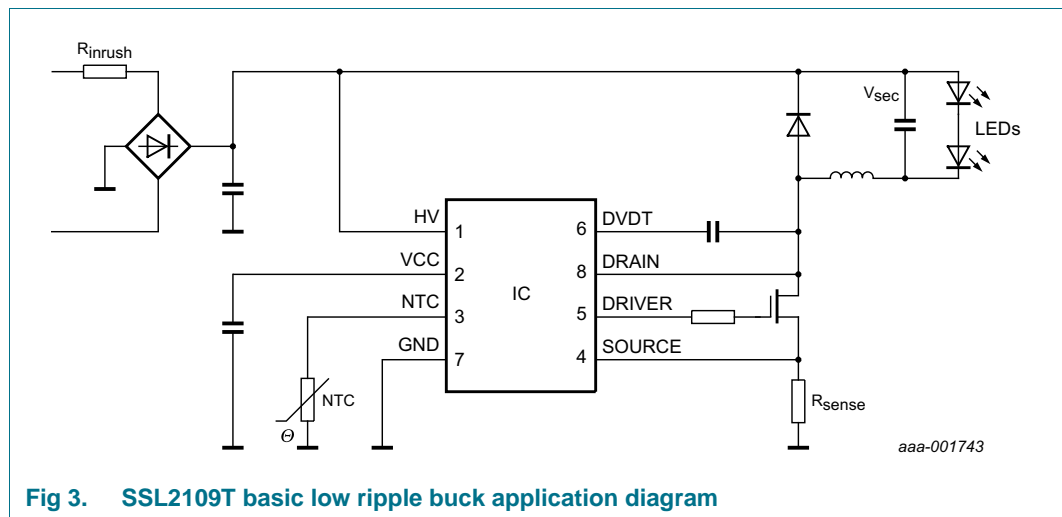 Rinrush
Vsec
LEDs
HV
1
DVDT
6
VCC
2
DRAIN
8
IC
NTC
3
DRIVER
5
GND
7
SOURCE
4
NTC
Θ
Rsense
aaa-001743
Fig 3. SSL2109T basic low ripple buck application diagram